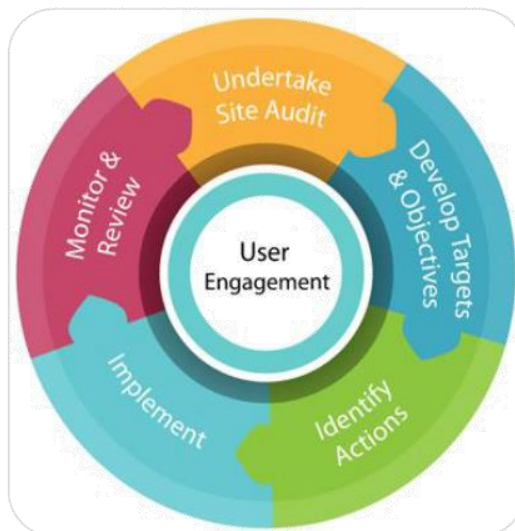 Undertake
Site Audit
Develop Targets
& Objectives
Identify
Actions
Implement
Monitor &
Review
User
Engagement